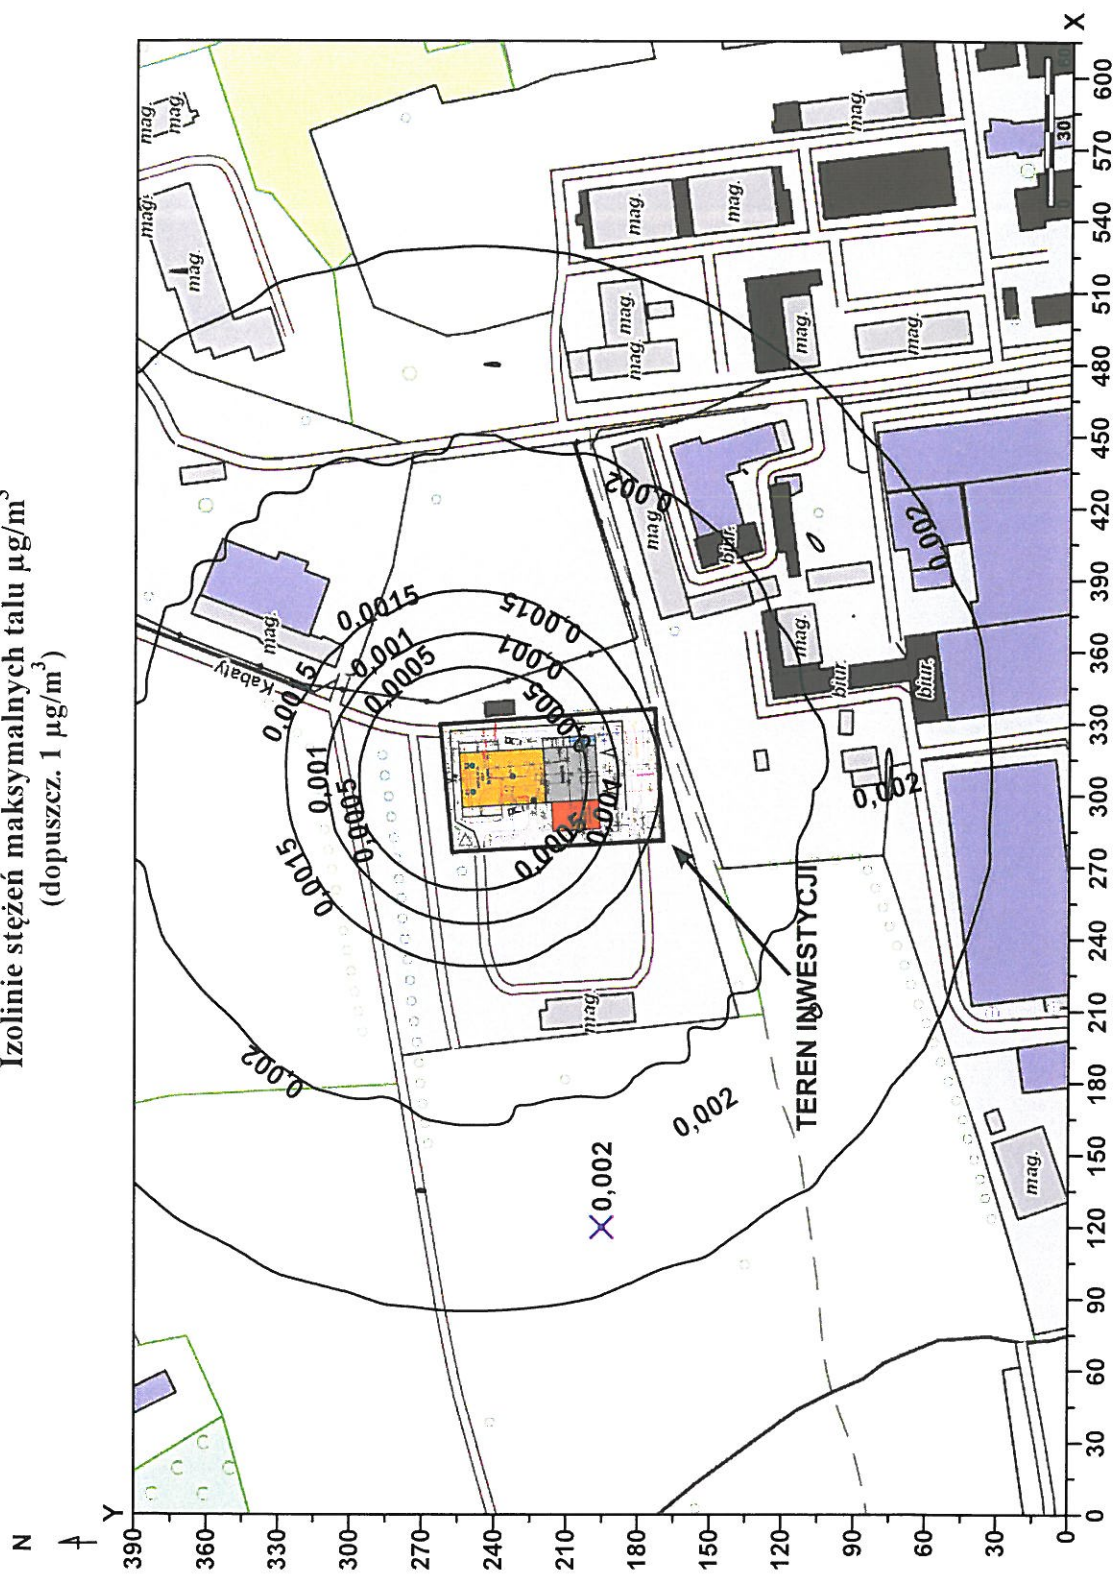 Izolinie stężeń maksymalnych talu µg/m³
(dopuszcz. 1 µg/m³)
N
Y
390
360
330
300
270
240
210
180
150
120
90
60
30
0
X
0
30
60
90
120
150
180
210
240
270
300
330
360
390
420
450
480
510
540
570
600
mag.
mag.
mag.
mag.
mag.
Kabaty
0,0015
0,001
0,0005
0,0015
0,001
0,0005
0,001
0,0005
0,0015
0,0005
0,001
0,002
0,002
0,002
0,002
0,002
0,002
TEREN INWESTYCJI
mag.
mag.
mag.
mag.
mag.
mag.
mag.
mag.
mag.
mag.
mag.
biur.
biur.
biur.
mag.
30